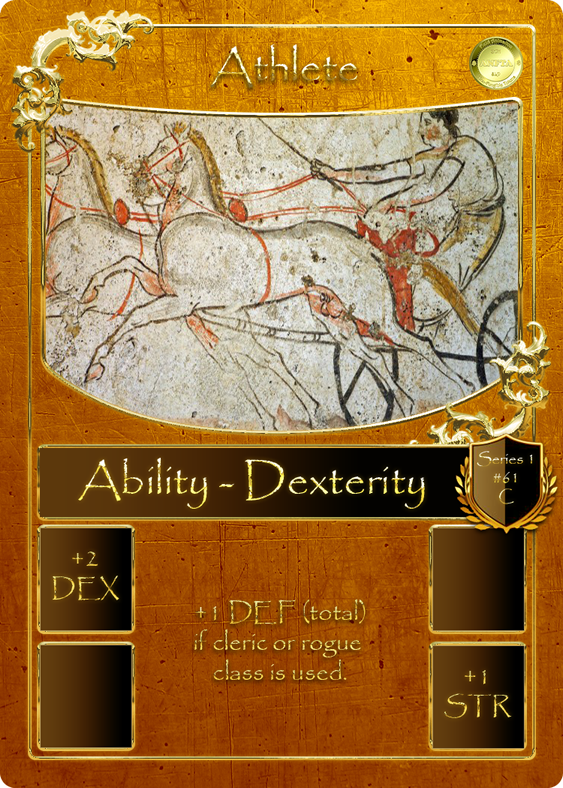 Athlete
Ability - Dexterity
Series 1
#61
C
+2
DEX
+1 DEF (total)
if cleric or rogue
class is used.
+1
STR